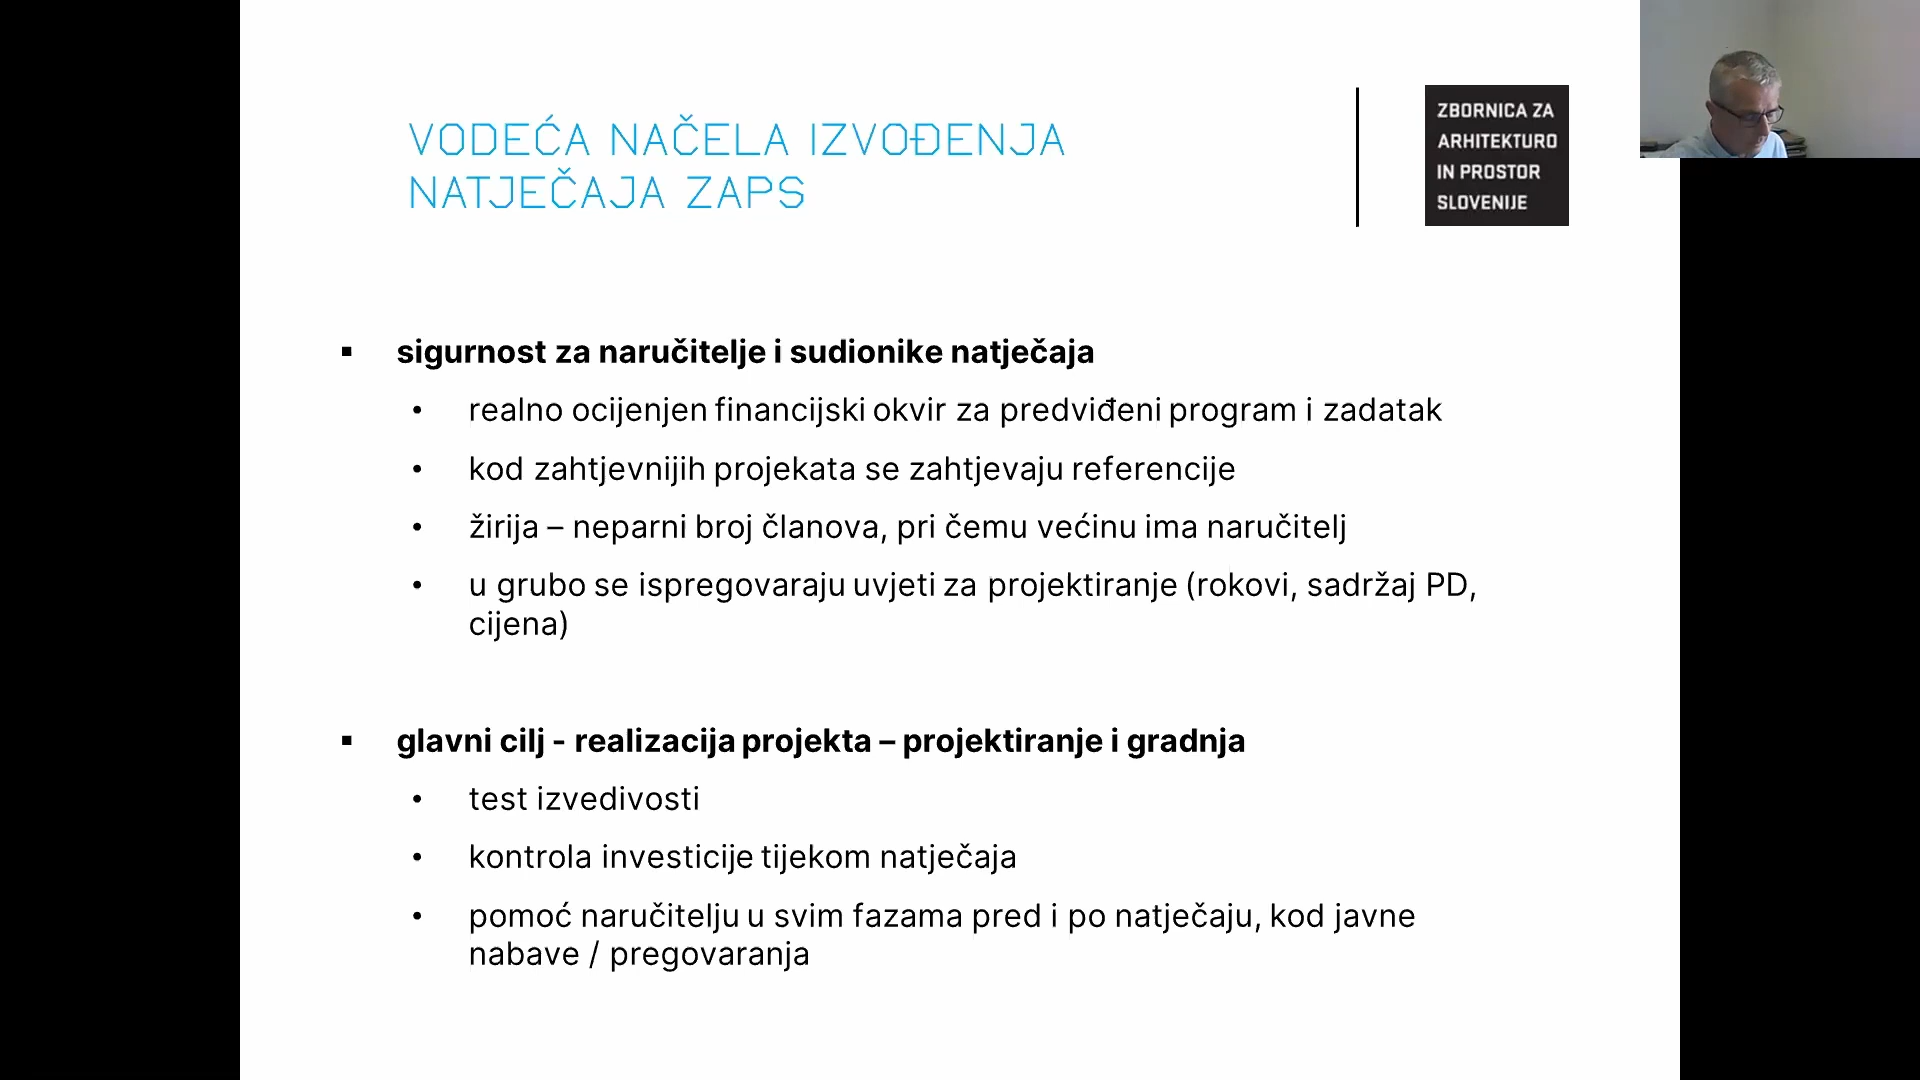 VODEĆA NAČELA IZVOĐENJA
NATJEČAJA ZAPS
ZBORNICA ZA
ARHITEKTURO
IN PROSTOR
SLOVENIJE
▪ sigurnost za naručitelje i sudionike natječaja
• realno ocijenjen financijski okvir za predviđeni program i zadatak
• kod zahtjevnijih projekata se zahtjevaju referencije
• žirija – neparni broj članova, pri čemu većinu ima naručitelj
• u grubo se ispregovaraju uvjeti za projektiranje (rokovi, sadržaj PD,
cijena)
▪ glavni cilj - realizacija projekta – projektiranje i gradnja
• test izvedivosti
• kontrola investicije tijekom natječaja
• pomoć naručitelju u svim fazama pred i po natječaju, kod javne
nabave / pregovaranja